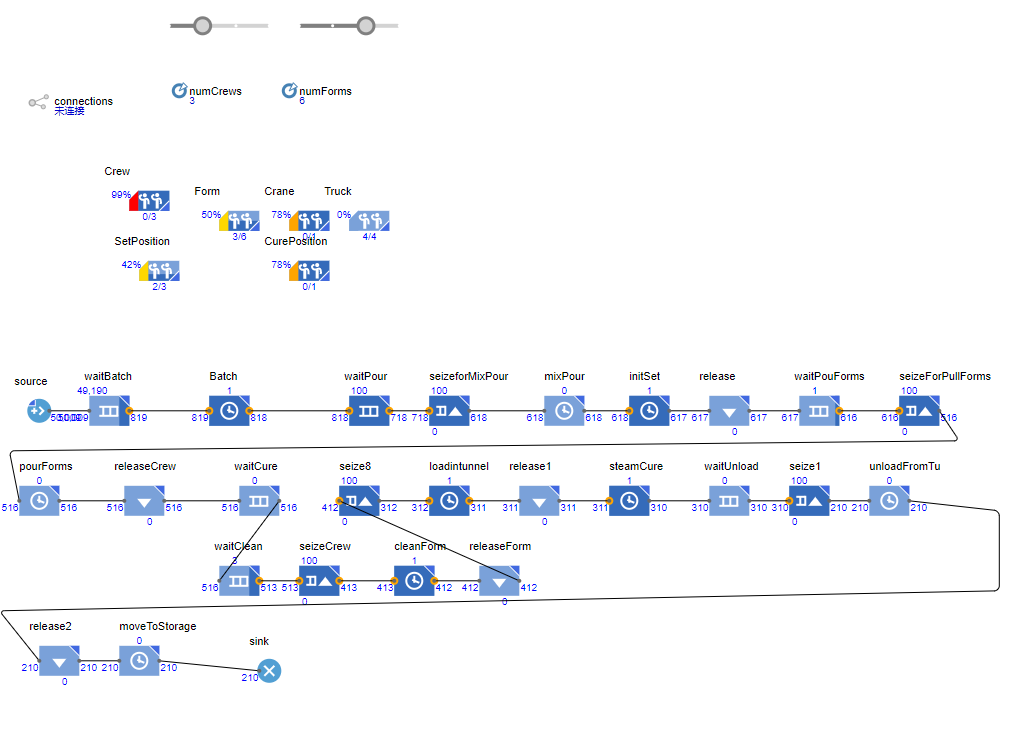 connections
未连接
numCrews
3
numForms
6
Crew
99%
0/3
Form
50%
3/6
Crane
78%
0/1
Truck
0%
4/4
SetPosition
42%
2/3
CurePosition
78%
0/1
source waitBatch Batch waitPour seizeforMixPour mixPour initSet release waitPouForms seizeForPullForms
49,190 1 100 100 0 1 1 100
819 819 818 818 718 718 618 618 618 618 617 617 617 617 616 616 516
0 0 0
pourForms releaseCrew waitCure seize8 loadintunnel release1 steamCure waitUnload seize1 unloadFromTu
0 0 100 1 1 0 100 0
516 516 516 516 516 516 412 312 312 311 311 311 311 310 310 310 310 210 210 210
0 0 0 0
waitClean seizeCrew cleanForm releaseForm
3 100 1
516 513 513 413 413 412 412 412
0 0
release2 moveToStorage sink
0
210 210 210 210 210
0